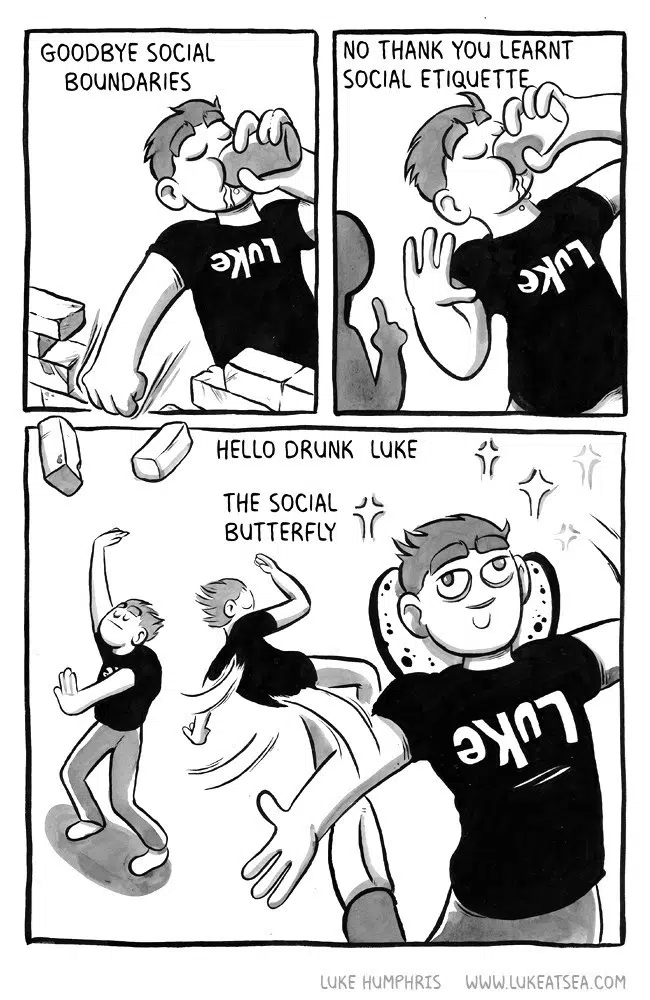 GOODBYE SOCIAL
BOUNDARIES
Luke
NO THANK YOU LEARNT
SOCIAL ETIQUETTE
Luke
HELLO DRUNK LUKE
THE SOCIAL
BUTTERFLY
Luke
LUKE HUMPHRIS WWW.LUKEATSEA.COM